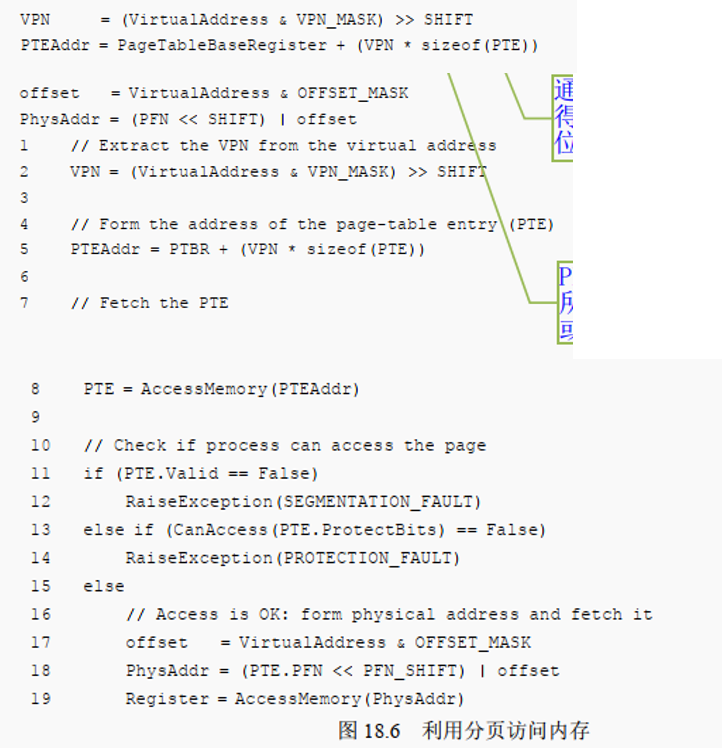 VPN     = (VirtualAddress & VPN_MASK) >> SHIFT
PTEAddr = PageTableBaseRegister + (VPN * sizeof(PTE))
offset   = VirtualAddress & OFFSET_MASK
PhysAddr = (PFN << SHIFT) | offset
通
得
位
1    // Extract the VPN from the virtual address
2    VPN = (VirtualAddress & VPN_MASK) >> SHIFT
3
4    // Form the address of the page-table entry (PTE)
5    PTEAddr = PTBR + (VPN * sizeof(PTE))
6
7    // Fetch the PTE
P
所
或
8    PTE = AccessMemory(PTEAddr)
9
10   // Check if process can access the page
11   if (PTE.Valid == False)
12       RaiseException(SEGMENTATION_FAULT)
13   else if (CanAccess(PTE.ProtectBits) == False)
14       RaiseException(PROTECTION_FAULT)
15   else
16       // Access is OK: form physical address and fetch it
17       offset   = VirtualAddress & OFFSET_MASK
18       PhysAddr = (PTE.PFN << PFN_SHIFT) | offset
19       Register = AccessMemory(PhysAddr)
图 18.6 利用分页访问内存